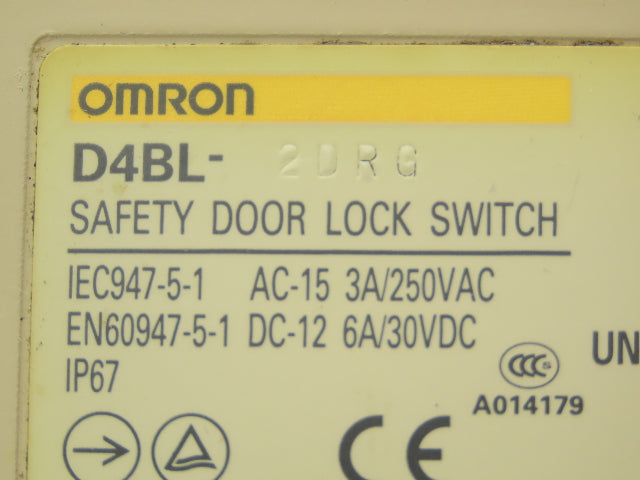 OMRON
D4BL- 2DRG
SAFETY DOOR LOCK SWITCH
IEC947-5-1 AC-15 3A/250VAC
EN60947-5-1 DC-12 6A/30VDC
IP67
CCC S
UN
A014179
CE